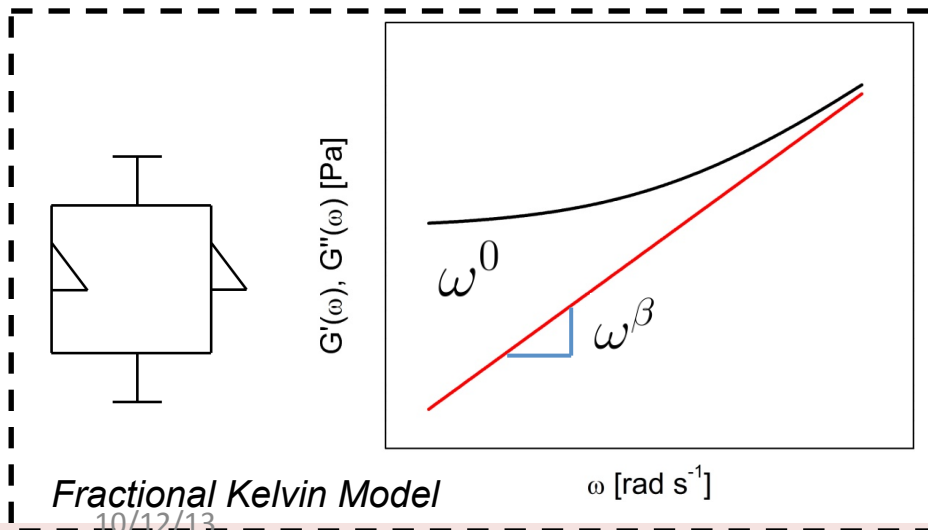 G'(ω), G"(ω) [Pa]
ω⁰
ω^β
ω [rad s⁻¹]
Fractional Kelvin Model
10/12/13